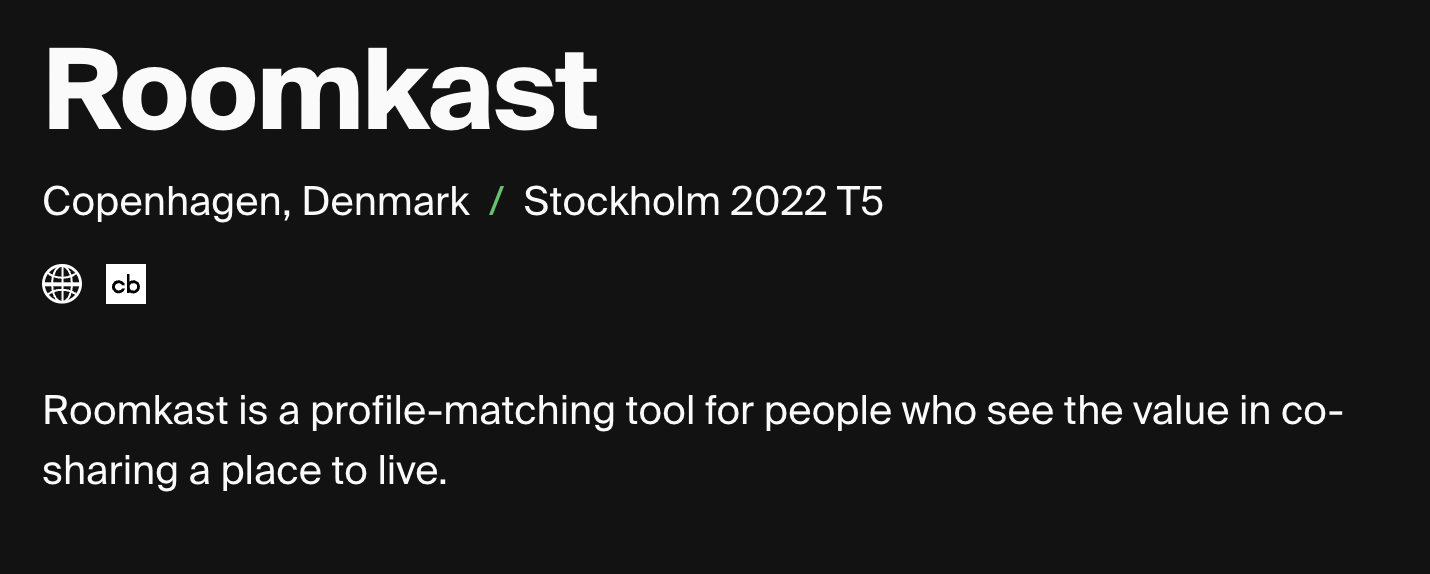 Roomkast
Copenhagen, Denmark / Stockholm 2022 T5
cb
Roomkast is a profile-matching tool for people who see the value in co-
sharing a place to live.